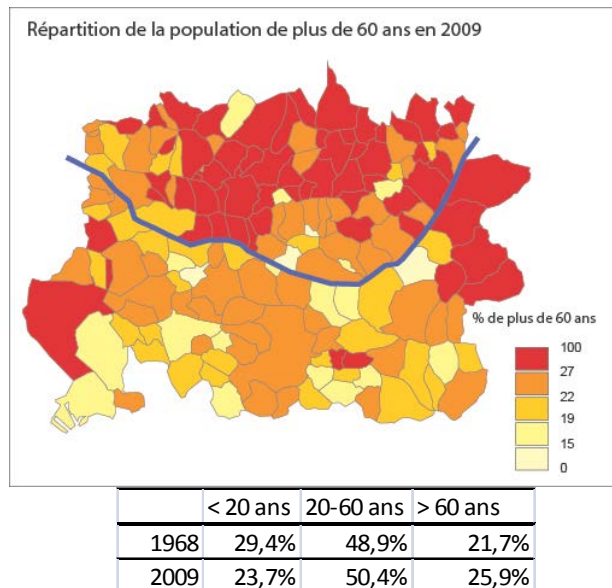 Répartition de la population de plus de 60 ans en 2009
% de plus de 60 ans
100
27
22
19
15
0
< 20 ans 20-60 ans > 60 ans
1968 29,4% 48,9% 21,7%
2009 23,7% 50,4% 25,9%